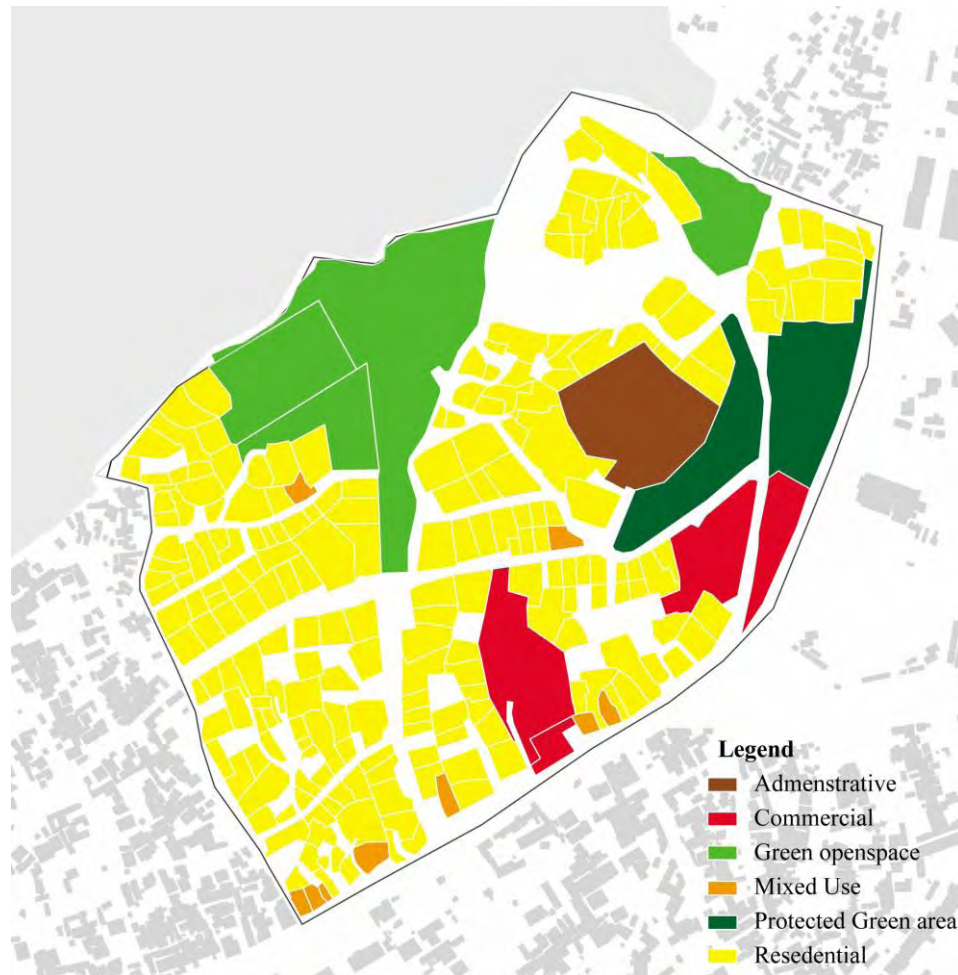 Legend
Admenstrative
Commercial
Green openspace
Mixed Use
Protected Green area
Resedential